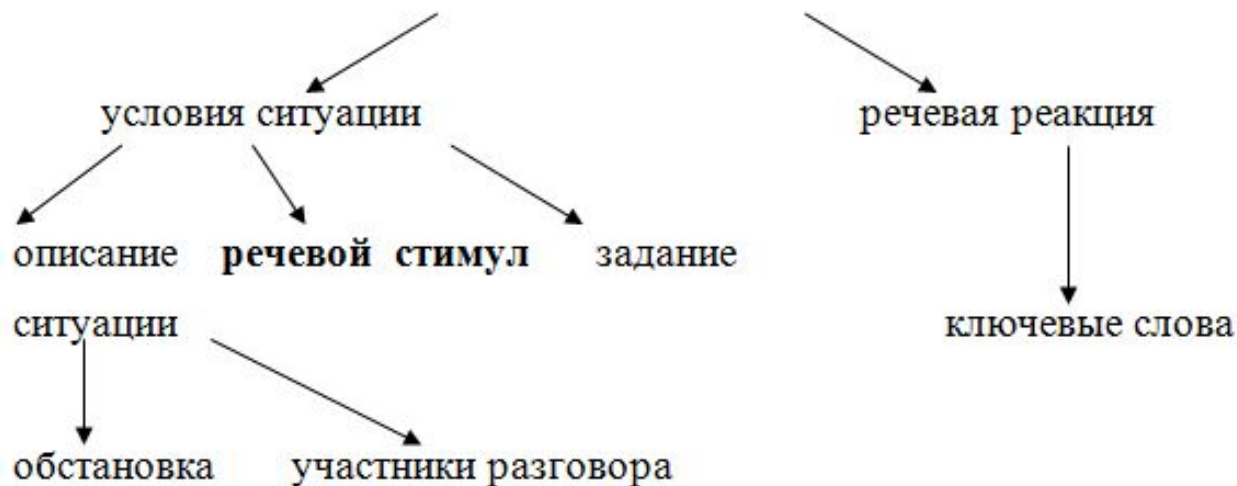 условия ситуации речевая реакция
описание речевой стимул задание
ситуации ключевые слова
обстановка участники разговора